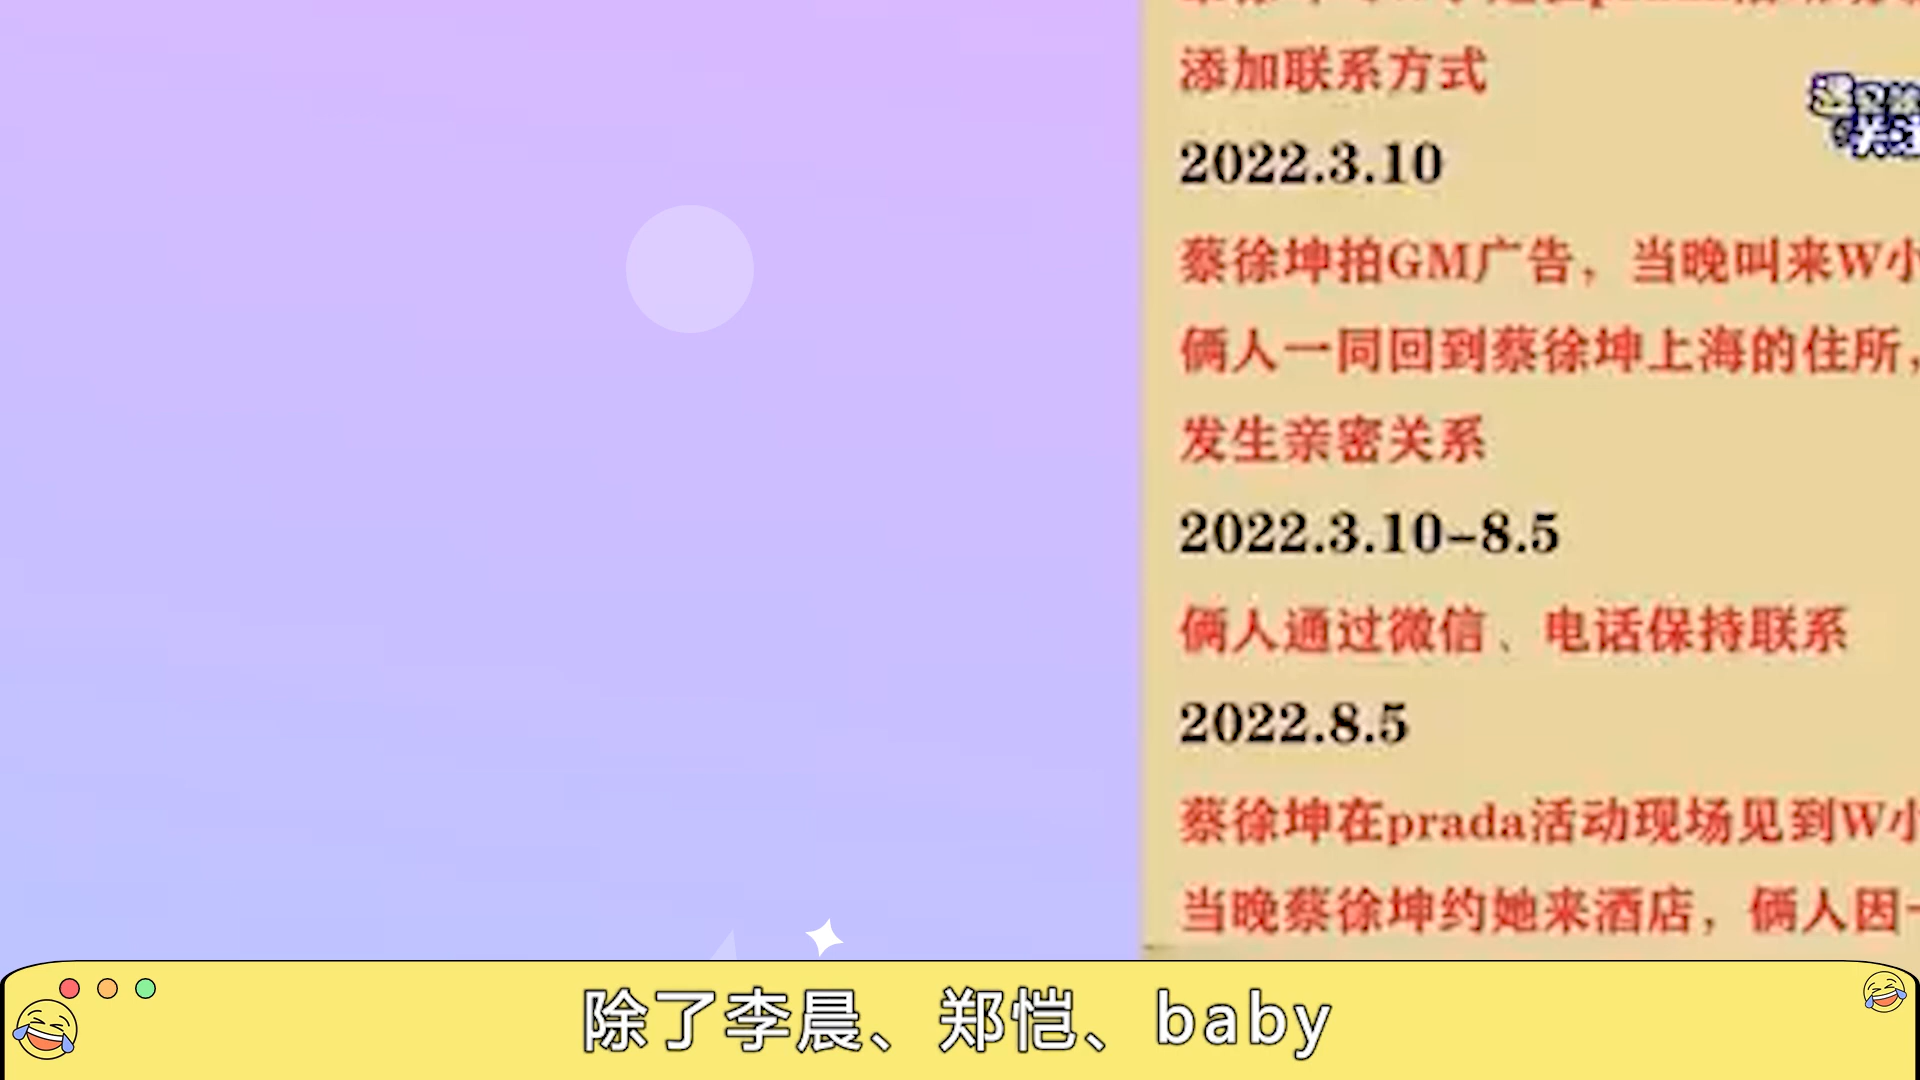 添加联系方式
2022.3.10
蔡徐坤拍GM广告，当晚叫来W小
俩人一同回到蔡徐坤上海的住所，
发生亲密关系
2022.3.10-8.5
俩人通过微信、电话保持联系
2022.8.5
蔡徐坤在prada活动现场见到W小
当晚蔡徐坤约她来酒店，俩人因一
除了李晨、郑恺、baby